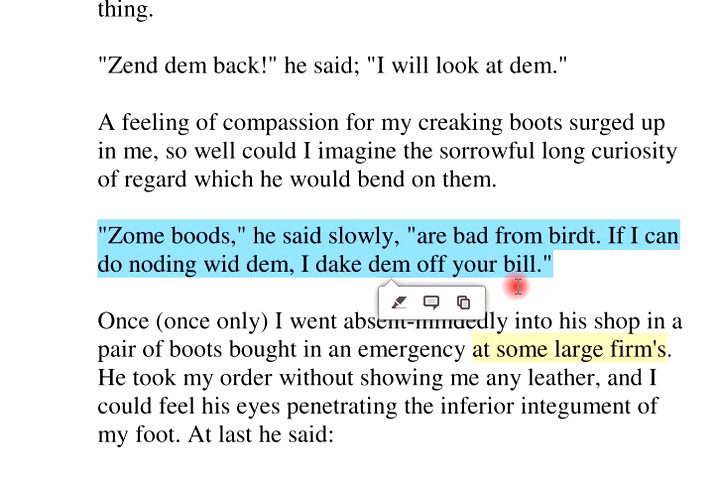 thing.
"Zend dem back!" he said; "I will look at dem."
A feeling of compassion for my creaking boots surged up
in me, so well could I imagine the sorrowful long curiosity
of regard which he would bend on them.
"Zome boods," he said slowly, "are bad from birdt. If I can
do noding wid dem, I dake dem off your bill."
Once (once only) I went absent-mindedly into his shop in a
pair of boots bought in an emergency at some large firm's.
He took my order without showing me any leather, and I
could feel his eyes penetrating the inferior integument of
my foot. At last he said: